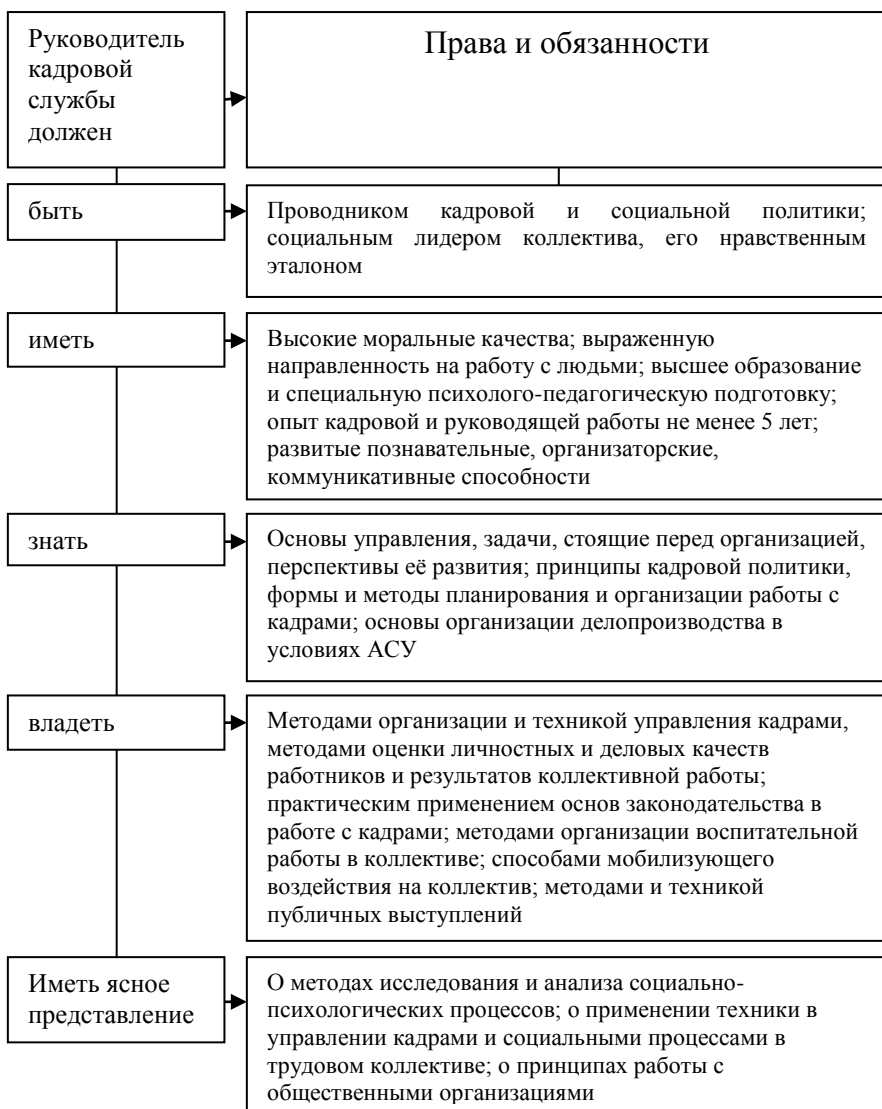 Руководитель
кадровой
службы
должен
Права и обязанности
быть
Проводником кадровой и социальной политики;
социальным лидером коллектива, его нравственным
эталоном
иметь
Высокие моральные качества; выраженную
направленность на работу с людьми; высшее образование
и специальную психолого-педагогическую подготовку;
опыт кадровой и руководящей работы не менее 5 лет;
развитые познавательные, организаторские,
коммуникативные способности
знать
Основы управления, задачи, стоящие перед организацией,
перспективы её развития; принципы кадровой политики,
формы и методы планирования и организации работы с
кадрами; основы организации делопроизводства в
условиях АСУ
владеть
Методами организации и техникой управления кадрами,
методами оценки личностных и деловых качеств
работников и результатов коллективной работы;
практическим применением основ законодательства в
работе с кадрами; методами организации воспитательной
работы в коллективе; способами мобилизующего
воздействия на коллектив; методами и техникой
публичных выступлений
Иметь ясное
представление
О методах исследования и анализа социально-
психологических процессов; о применении техники в
управлении кадрами и социальными процессами в
трудовом коллективе; о принципах работы с
общественными организациями